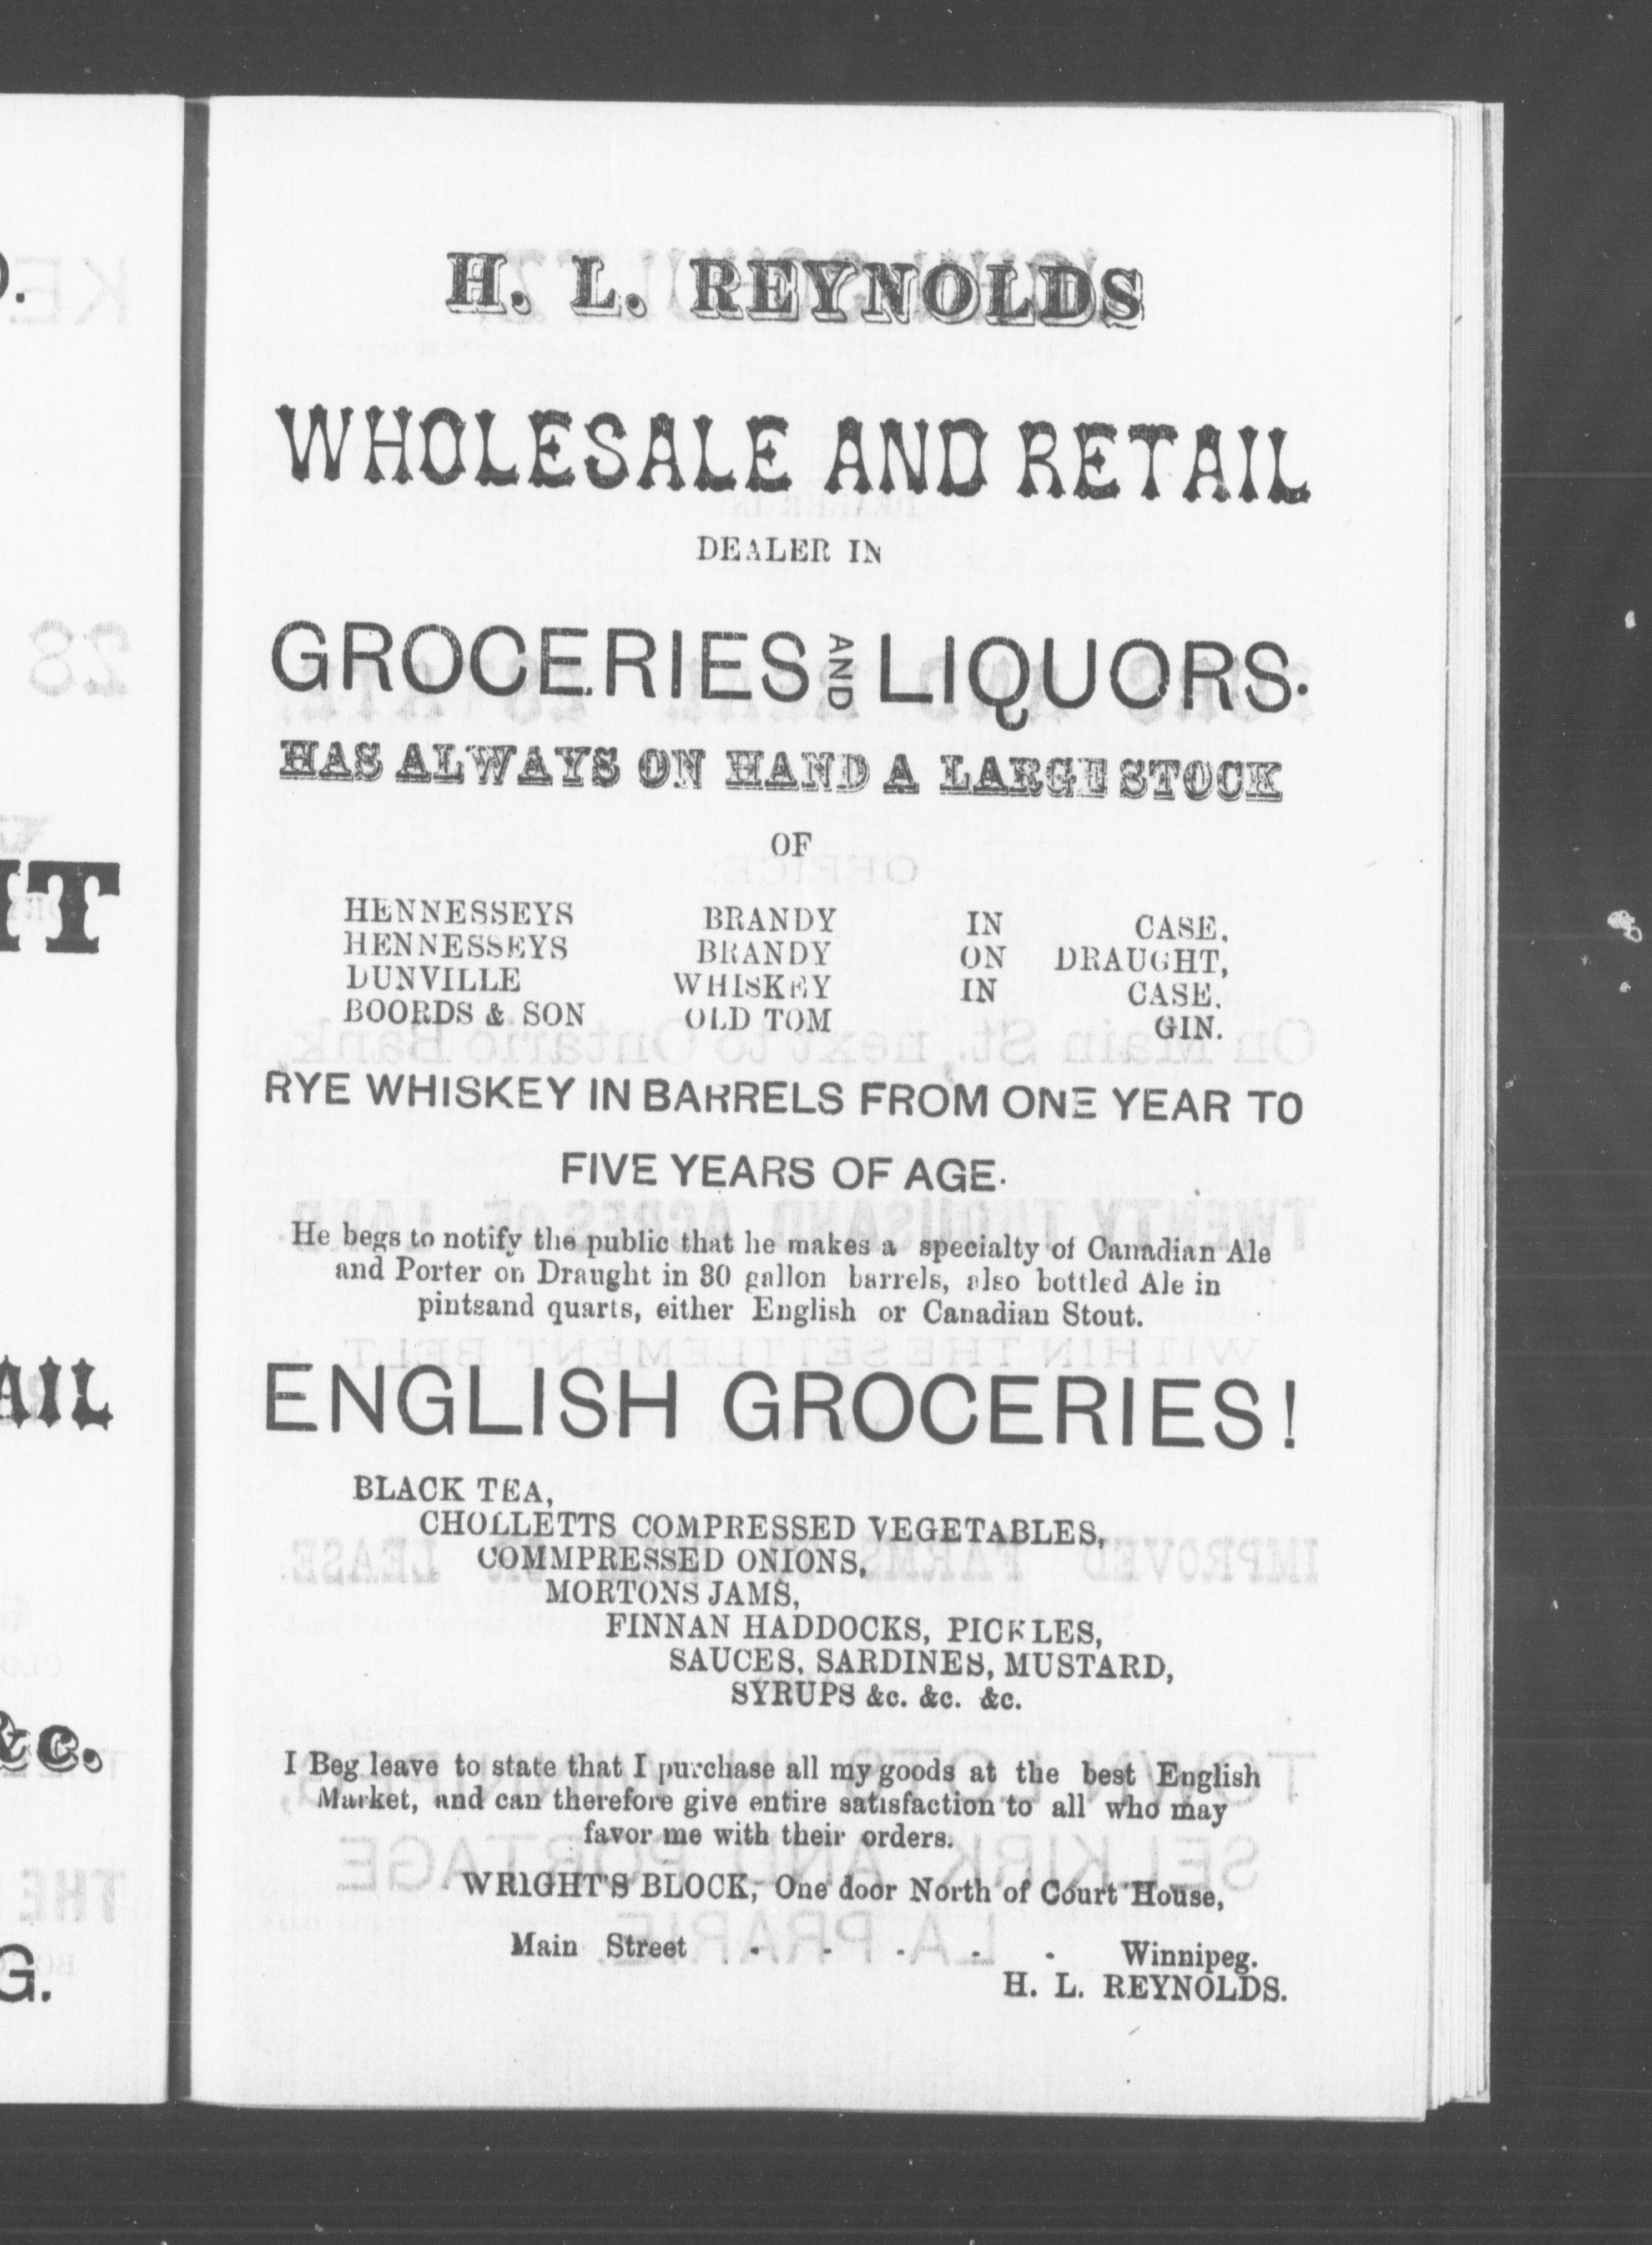 H. L. REYNOLDS
WHOLESALE AND RETAIL
DEALER IN
GROCERIES AND LIQUORS.
HAS ALWAYS ON HAND A LARGE STOCK
OF
HENNESSEYS BRANDY IN CASE,
HENNESSEYS BRANDY ON DRAUGHT,
DUNVILLE WHISKEY IN CASE.
BOORDS & SON OLD TOM GIN.
RYE WHISKEY IN BARRELS FROM ONE YEAR TO
FIVE YEARS OF AGE.
He begs to notify the public that he makes a specialty of Canadian Ale
and Porter on Draught in 30 gallon barrels, also bottled Ale in
pintsand quarts, either English or Canadian Stout.
ENGLISH GROCERIES!
BLACK TEA,
CHOLLETTS COMPRESSED VEGETABLES,
COMMPRESSED ONIONS,
MORTONS JAMS,
FINNAN HADDOCKS, PICKLES,
SAUCES, SARDINES, MUSTARD,
SYRUPS &c. &c. &c.
I Beg leave to state that I purchase all my goods at the best English
Market, and can therefore give entire satisfaction to all who may
favor me with their orders.
WRIGHT'S BLOCK, One door North of Court House,
Main Street - - - - - Winnipeg.
H. L. REYNOLDS.